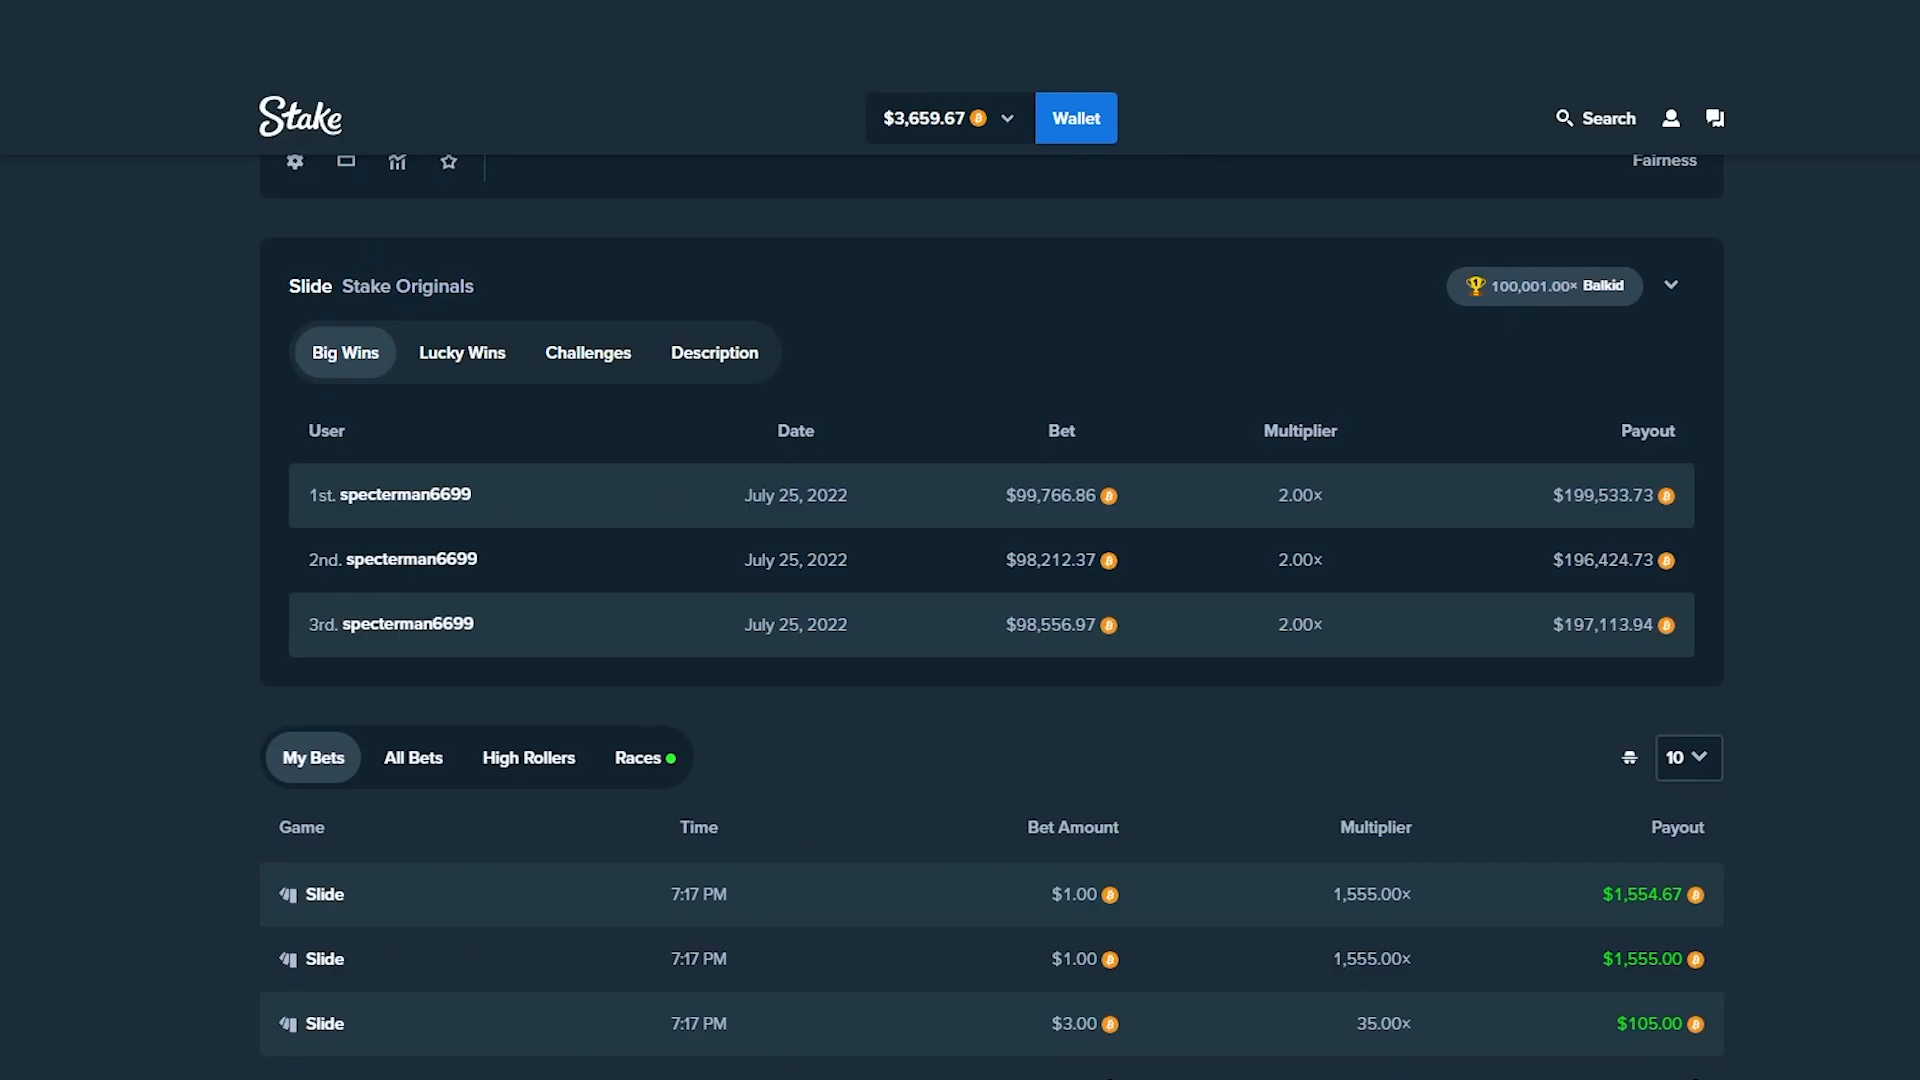 Stake
$3,659.67
Wallet
Search
Fairness
Slide Stake Originals
100,001.00× Balkid
Big Wins Lucky Wins Challenges Description
User Date Bet Multiplier Payout
1st. specterman6699 July 25, 2022 $99,766.86 2.00× $199,533.73
2nd. specterman6699 July 25, 2022 $98,212.37 2.00× $196,424.73
3rd. specterman6699 July 25, 2022 $98,556.97 2.00× $197,113.94
My Bets All Bets High Rollers Races
10
Game Time Bet Amount Multiplier Payout
Slide 7:17 PM $1.00 1,555.00× $1,554.67
Slide 7:17 PM $1.00 1,555.00× $1,555.00
Slide 7:17 PM $3.00 35.00× $105.00